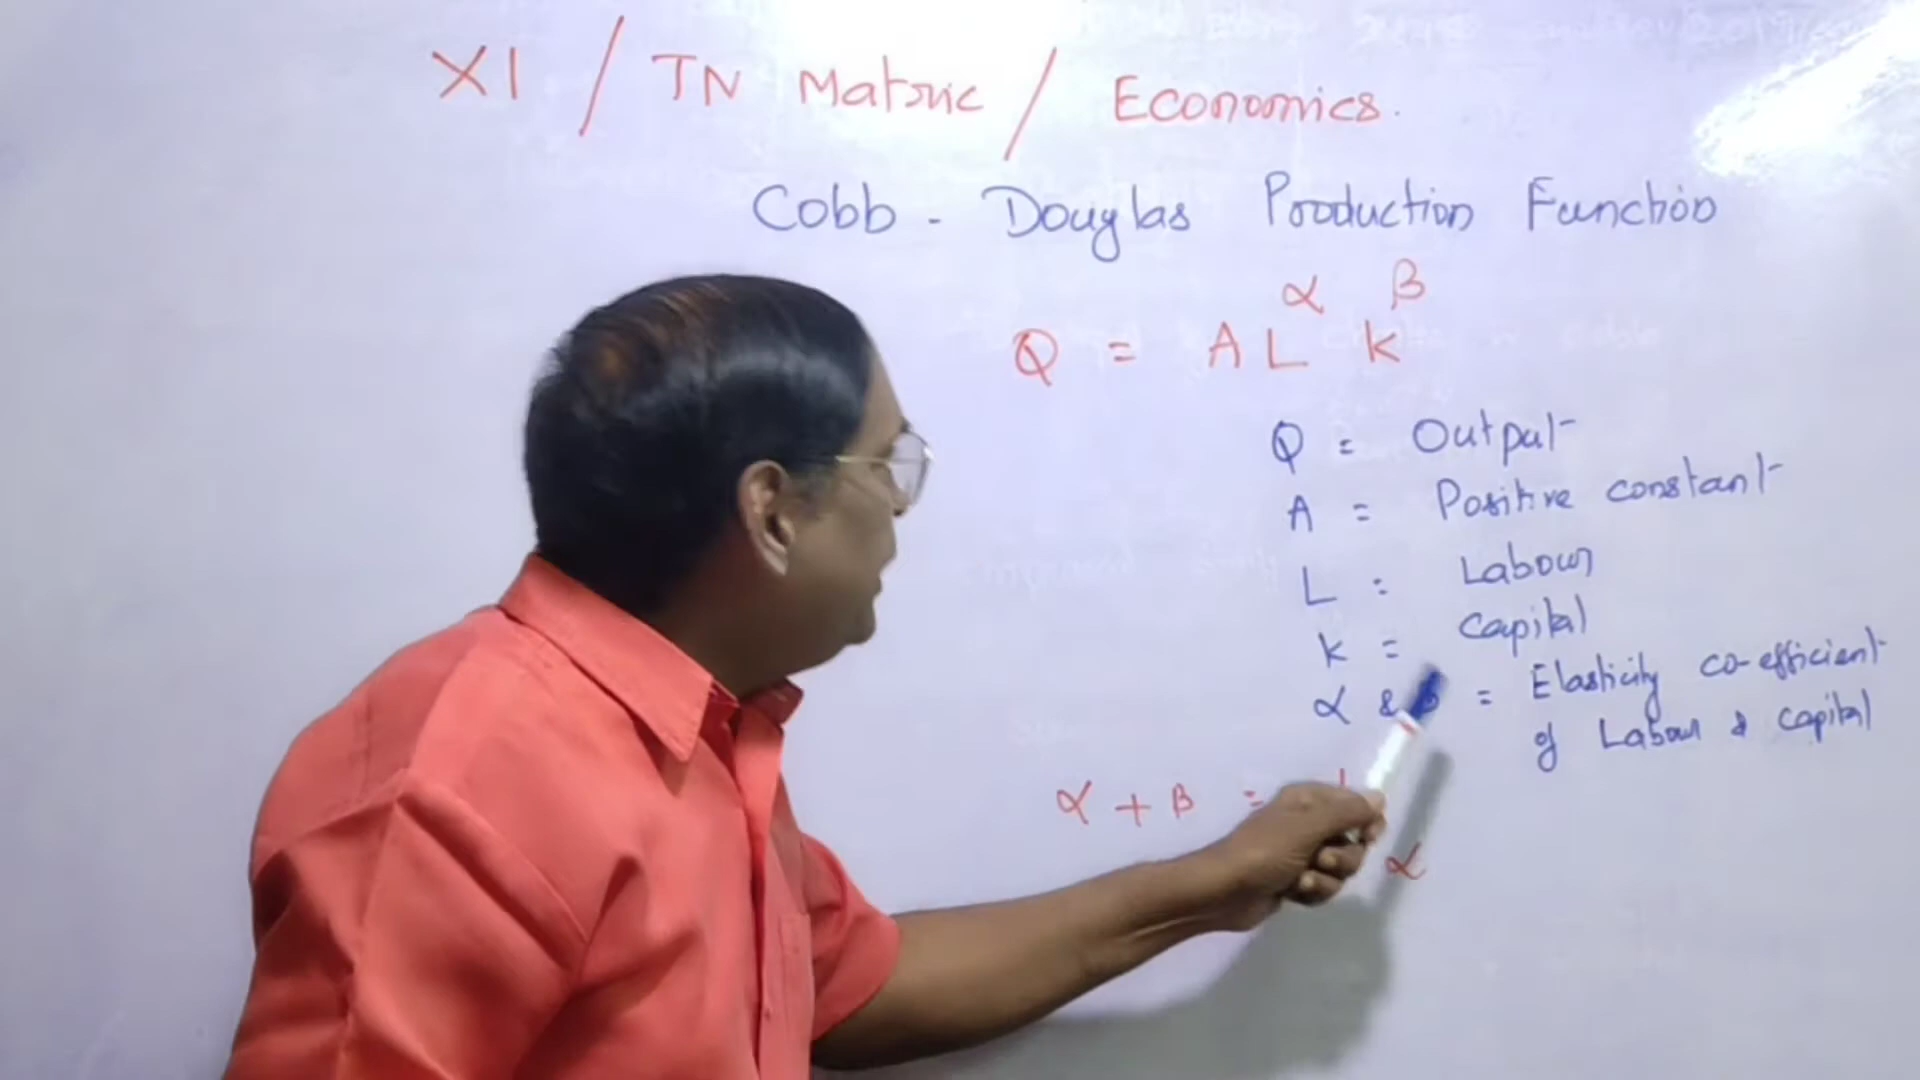 XI / TN Matric / Economics.
Cobb - Douglas Production Function
α β
Q = A L K
Q = Output
A = Positive constant
L = Labour
K = Capital
α & = Elasticity co-efficient
of Labour & capital
α + β =
α